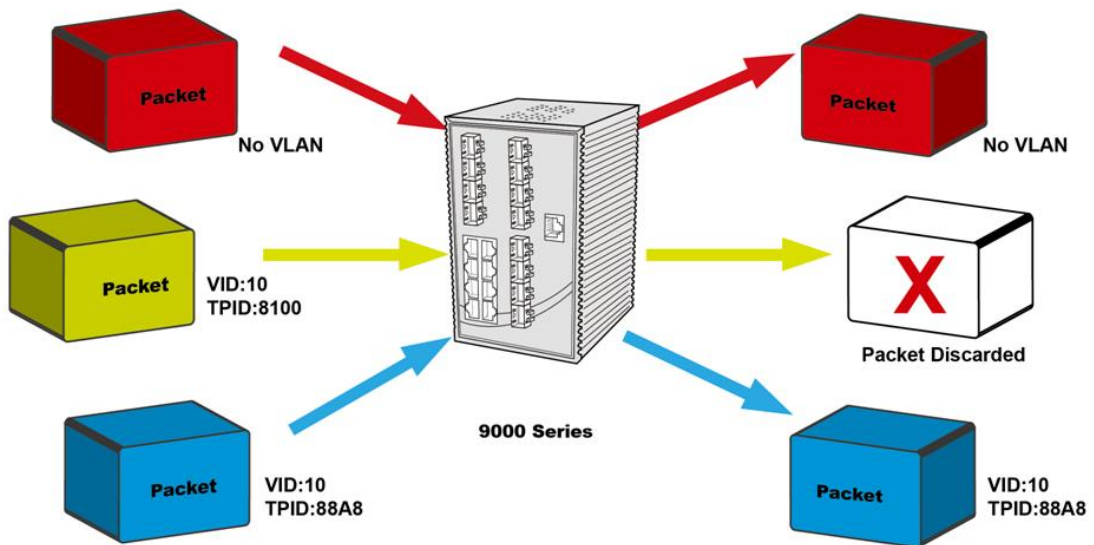 Packet
No VLAN
Packet
No VLAN
Packet
VID:10
TPID:8100
X
Packet Discarded
9000 Series
Packet
VID:10
TPID:88A8
Packet
VID:10
TPID:88A8